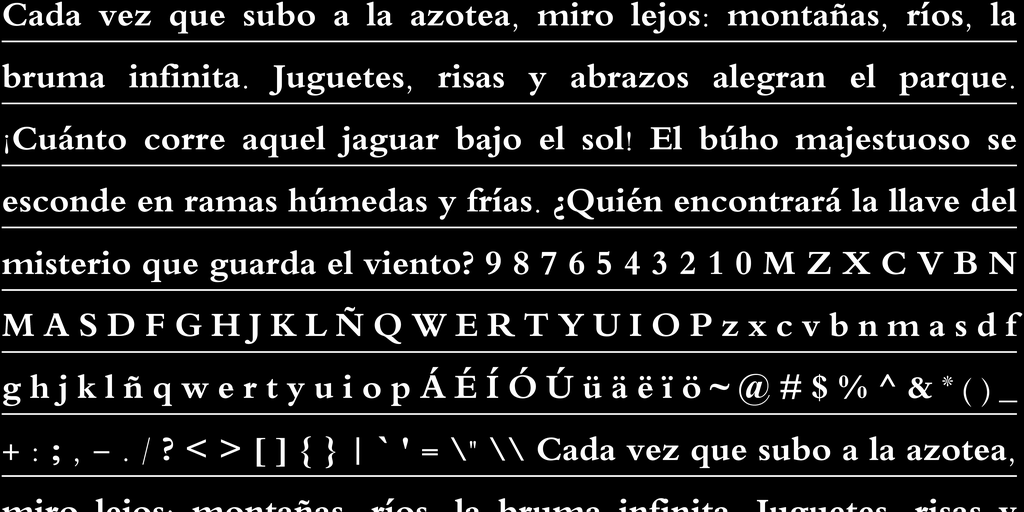 Cada vez que subo a la azotea, miro lejos: montañas, ríos, la
bruma infinita. Juguetes, risas y abrazos alegran el parque.
¡Cuánto corre aquel jaguar bajo el sol! El búho majestuoso se
esconde en ramas húmedas y frías. ¿Quién encontrará la llave del
misterio que guarda el viento? 9 8 7 6 5 4 3 2 1 0 M Z X C V B N
M A S D F G H J K L Ñ Q W E R T Y U I O P z x c v b n m a s d f
g h j k l ñ q w e r t y u i o p Á É Í Ó Ú ü ä ë ï ö ~ @ # $ % ^ & * ( ) _
+ : ; , – . / ? < > [ ] { } | ` ' = \" \\ Cada vez que subo a la azotea,
miro lejos: montañas, ríos, la bruma infinita. Juguetes, risas y